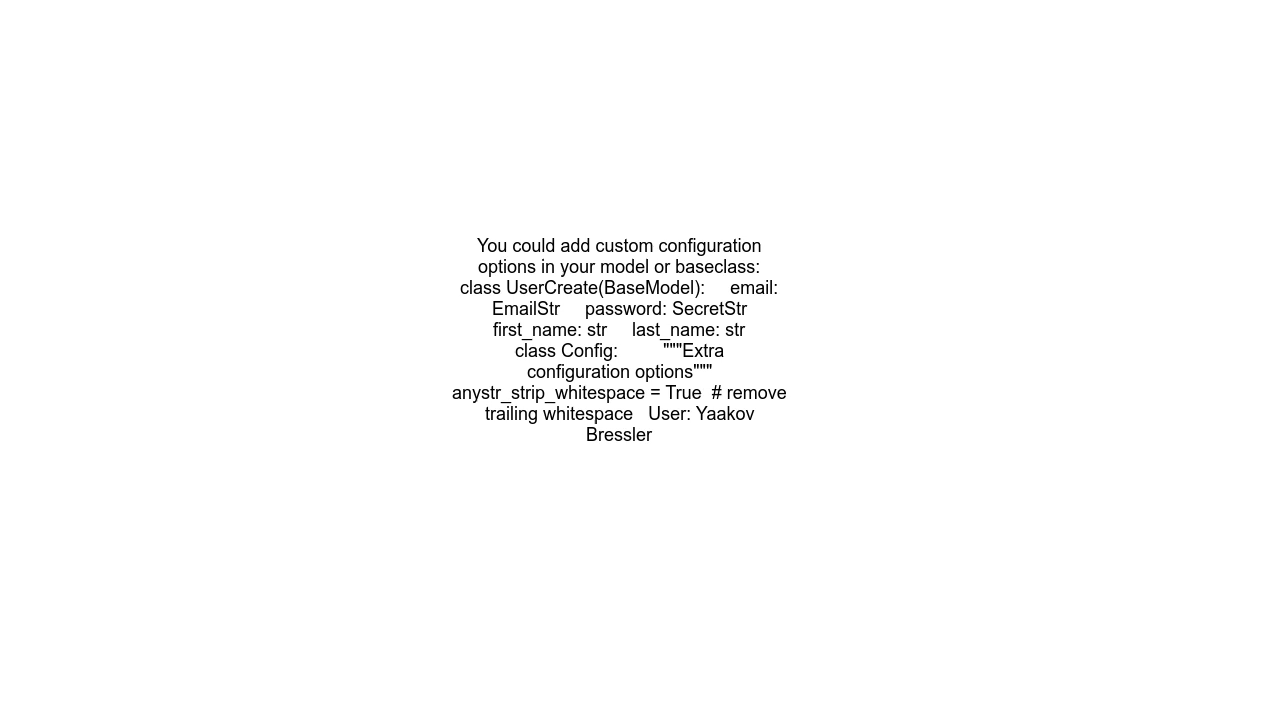 You could add custom configuration
options in your model or baseclass:
class UserCreate(BaseModel):     email:
EmailStr     password: SecretStr
first_name: str     last_name: str
class Config:         """Extra
configuration options"""
anystr_strip_whitespace = True  # remove
trailing whitespace   User: Yaakov
Bressler